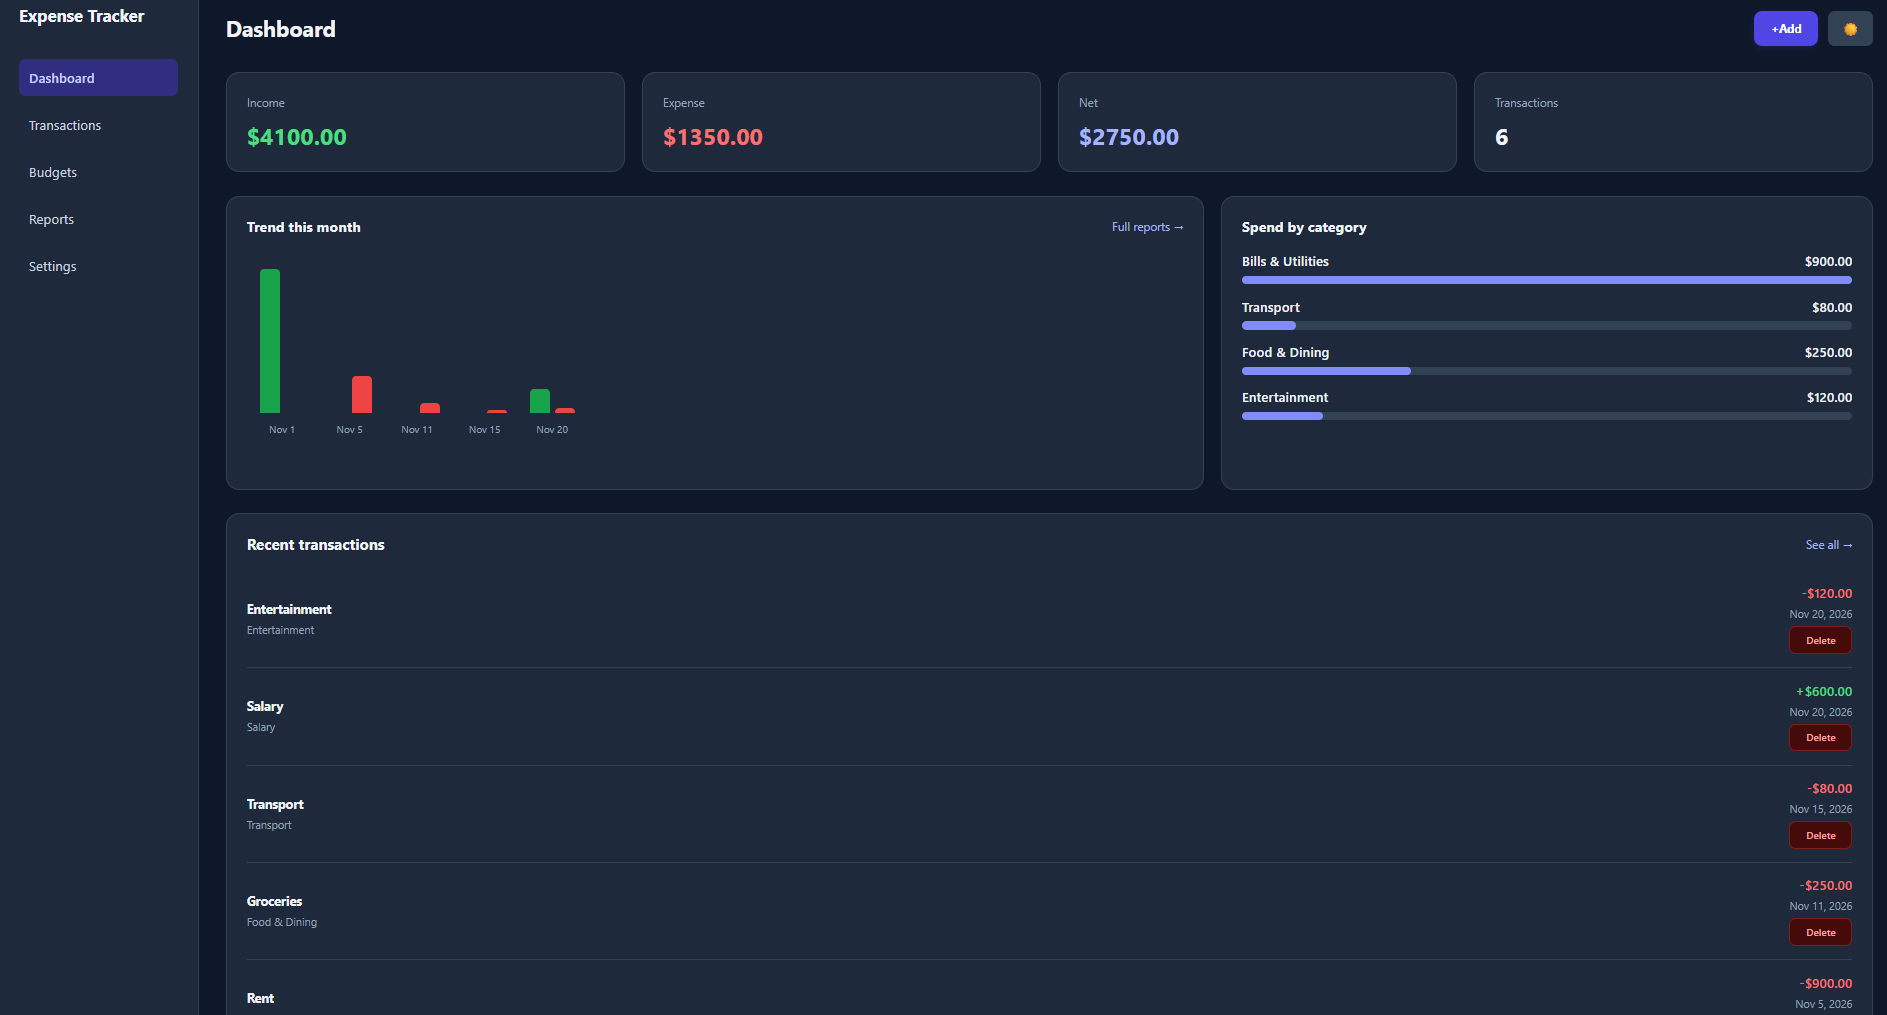 Expense Tracker
Dashboard
Transactions
Budgets
Reports
Settings
Dashboard
+Add
Income
$4100.00
Expense
$1350.00
Net
$2750.00
Transactions
6
Trend this month
Full reports →
Nov 1
Nov 5
Nov 11
Nov 15
Nov 20
Spend by category
Bills & Utilities
$900.00
Transport
$80.00
Food & Dining
$250.00
Entertainment
$120.00
Recent transactions
See all →
Entertainment
Entertainment
-$120.00
Nov 20, 2026
Delete
Salary
Salary
+$600.00
Nov 20, 2026
Delete
Transport
Transport
-$80.00
Nov 15, 2026
Delete
Groceries
Food & Dining
-$250.00
Nov 11, 2026
Delete
Rent
-$900.00
Nov 5, 2026